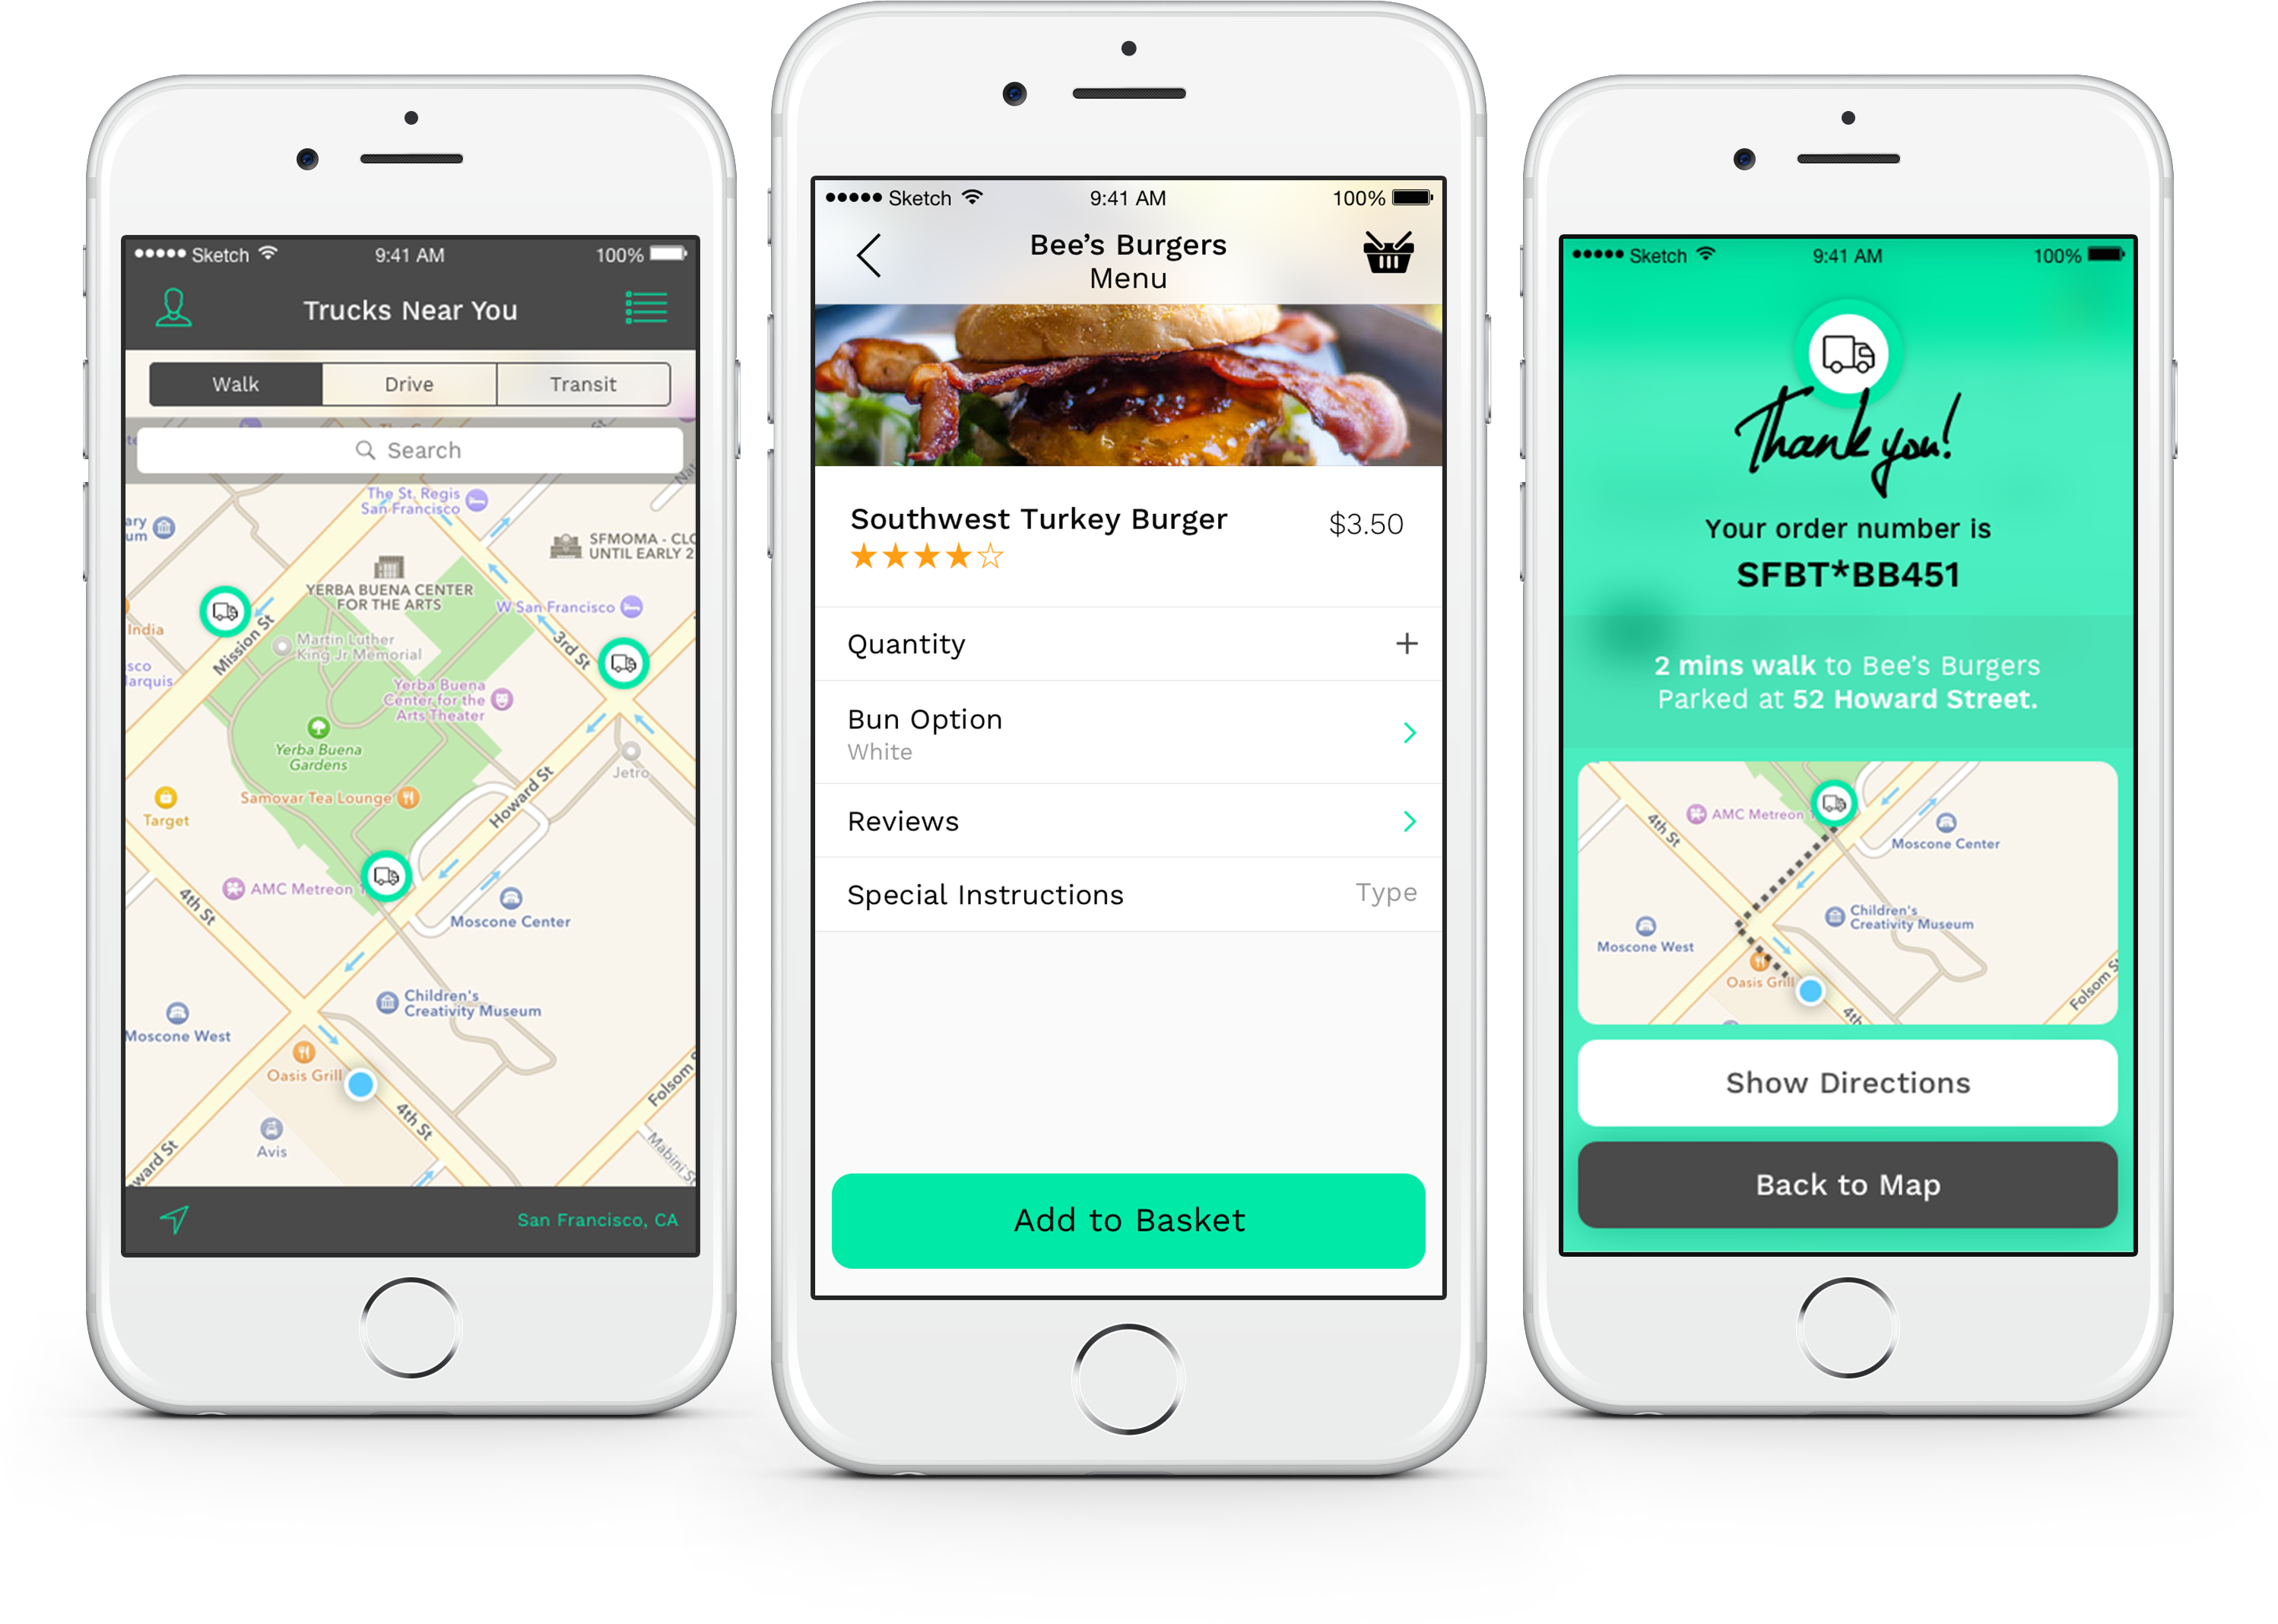 Sketch 9:41 AM 100%
Trucks Near You
Walk Drive Transit
Search
The St. Regis
San Francisco
SFMOMA - CLO
UNTIL EARLY 2
YERBA BUENA CENTER
FOR THE ARTS
W San Francisco
India
Martin Luther
King Jr Memorial
Mission St
3rd St
Yerba Buena
Center for the
Arts Theater
Yerba Buena
Gardens
Jetro
Samovar Tea Lounge
Howard St
Target
AMC Metreon
4th St
Moscone Center
Children's
Creativity Museum
Moscone West
Oasis Grill
4th St
Folsom S
Avis
Mabini St
ward St
San Francisco, CA
Sketch 9:41 AM 100%
Bee's Burgers
Menu
Southwest Turkey Burger $3.50
Quantity +
Bun Option
White
Reviews
Special Instructions Type
Add to Basket
Sketch 9:41 AM 100%
Thank you!
Your order number is
SFBT*BB451
2 mins walk to Bee's Burgers
Parked at 52 Howard Street.
AMC Metreon
4th St
Moscone Center
Children's
Creativity Museum
Moscone West
Oasis Grill
4th
Folsom St
Show Directions
Back to Map